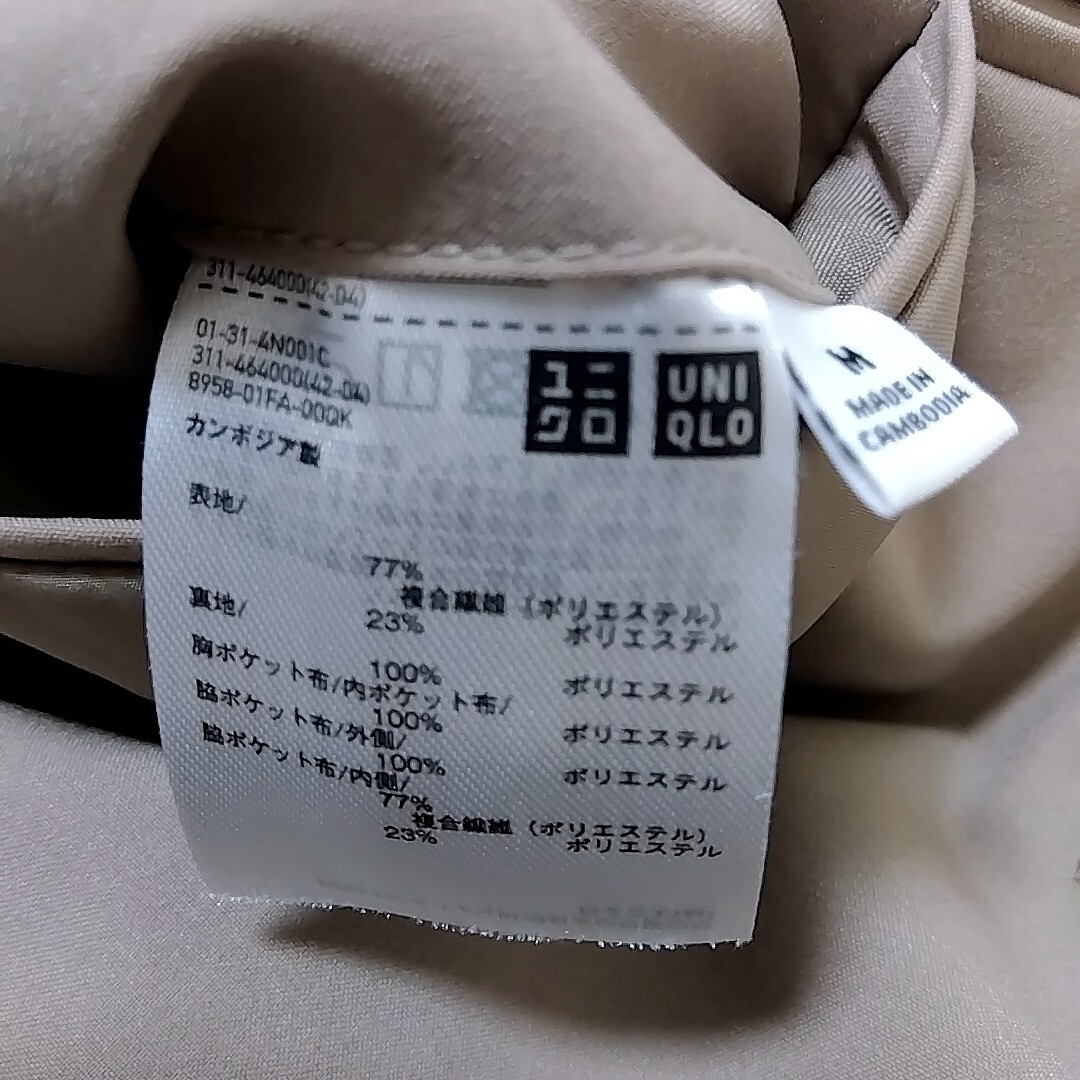 311-464000(42-04)
01-31-4N001C
311-464000(42-04)
8958-01FA-00QK
カンボジア製
ユニ
クロ
UNI
QLO
M
MADE IN
CAMBODIA
表地/
77%
複合繊維（ポリエステル）
23% ポリエステル
裏地/
100% ポリエステル
胸ポケット布/内ポケット布/
100% ポリエステル
脇ポケット布/外側/
100% ポリエステル
脇ポケット布/内側/
77%
複合繊維（ポリエステル）
23% ポリエステル